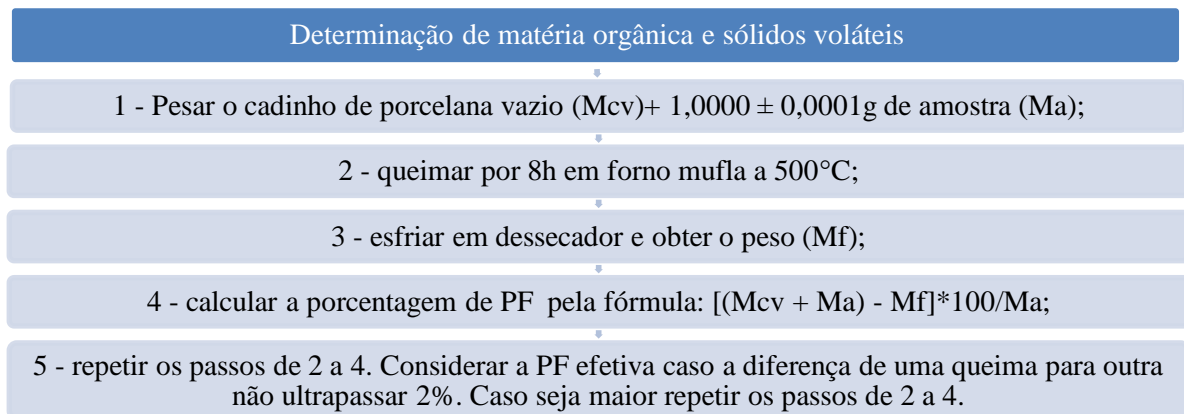 Determinação de matéria orgânica e sólidos voláteis
1 - Pesar o cadinho de porcelana vazio (Mcv)+ 1,0000 ± 0,0001g de amostra (Ma);
2 - queimar por 8h em forno mufla a 500°C;
3 - esfriar em dessecador e obter o peso (Mf);
4 - calcular a porcentagem de PF pela fórmula: [(Mcv + Ma) - Mf]*100/Ma;
5 - repetir os passos de 2 a 4. Considerar a PF efetiva caso a diferença de uma queima para outra
não ultrapassar 2%. Caso seja maior repetir os passos de 2 a 4.